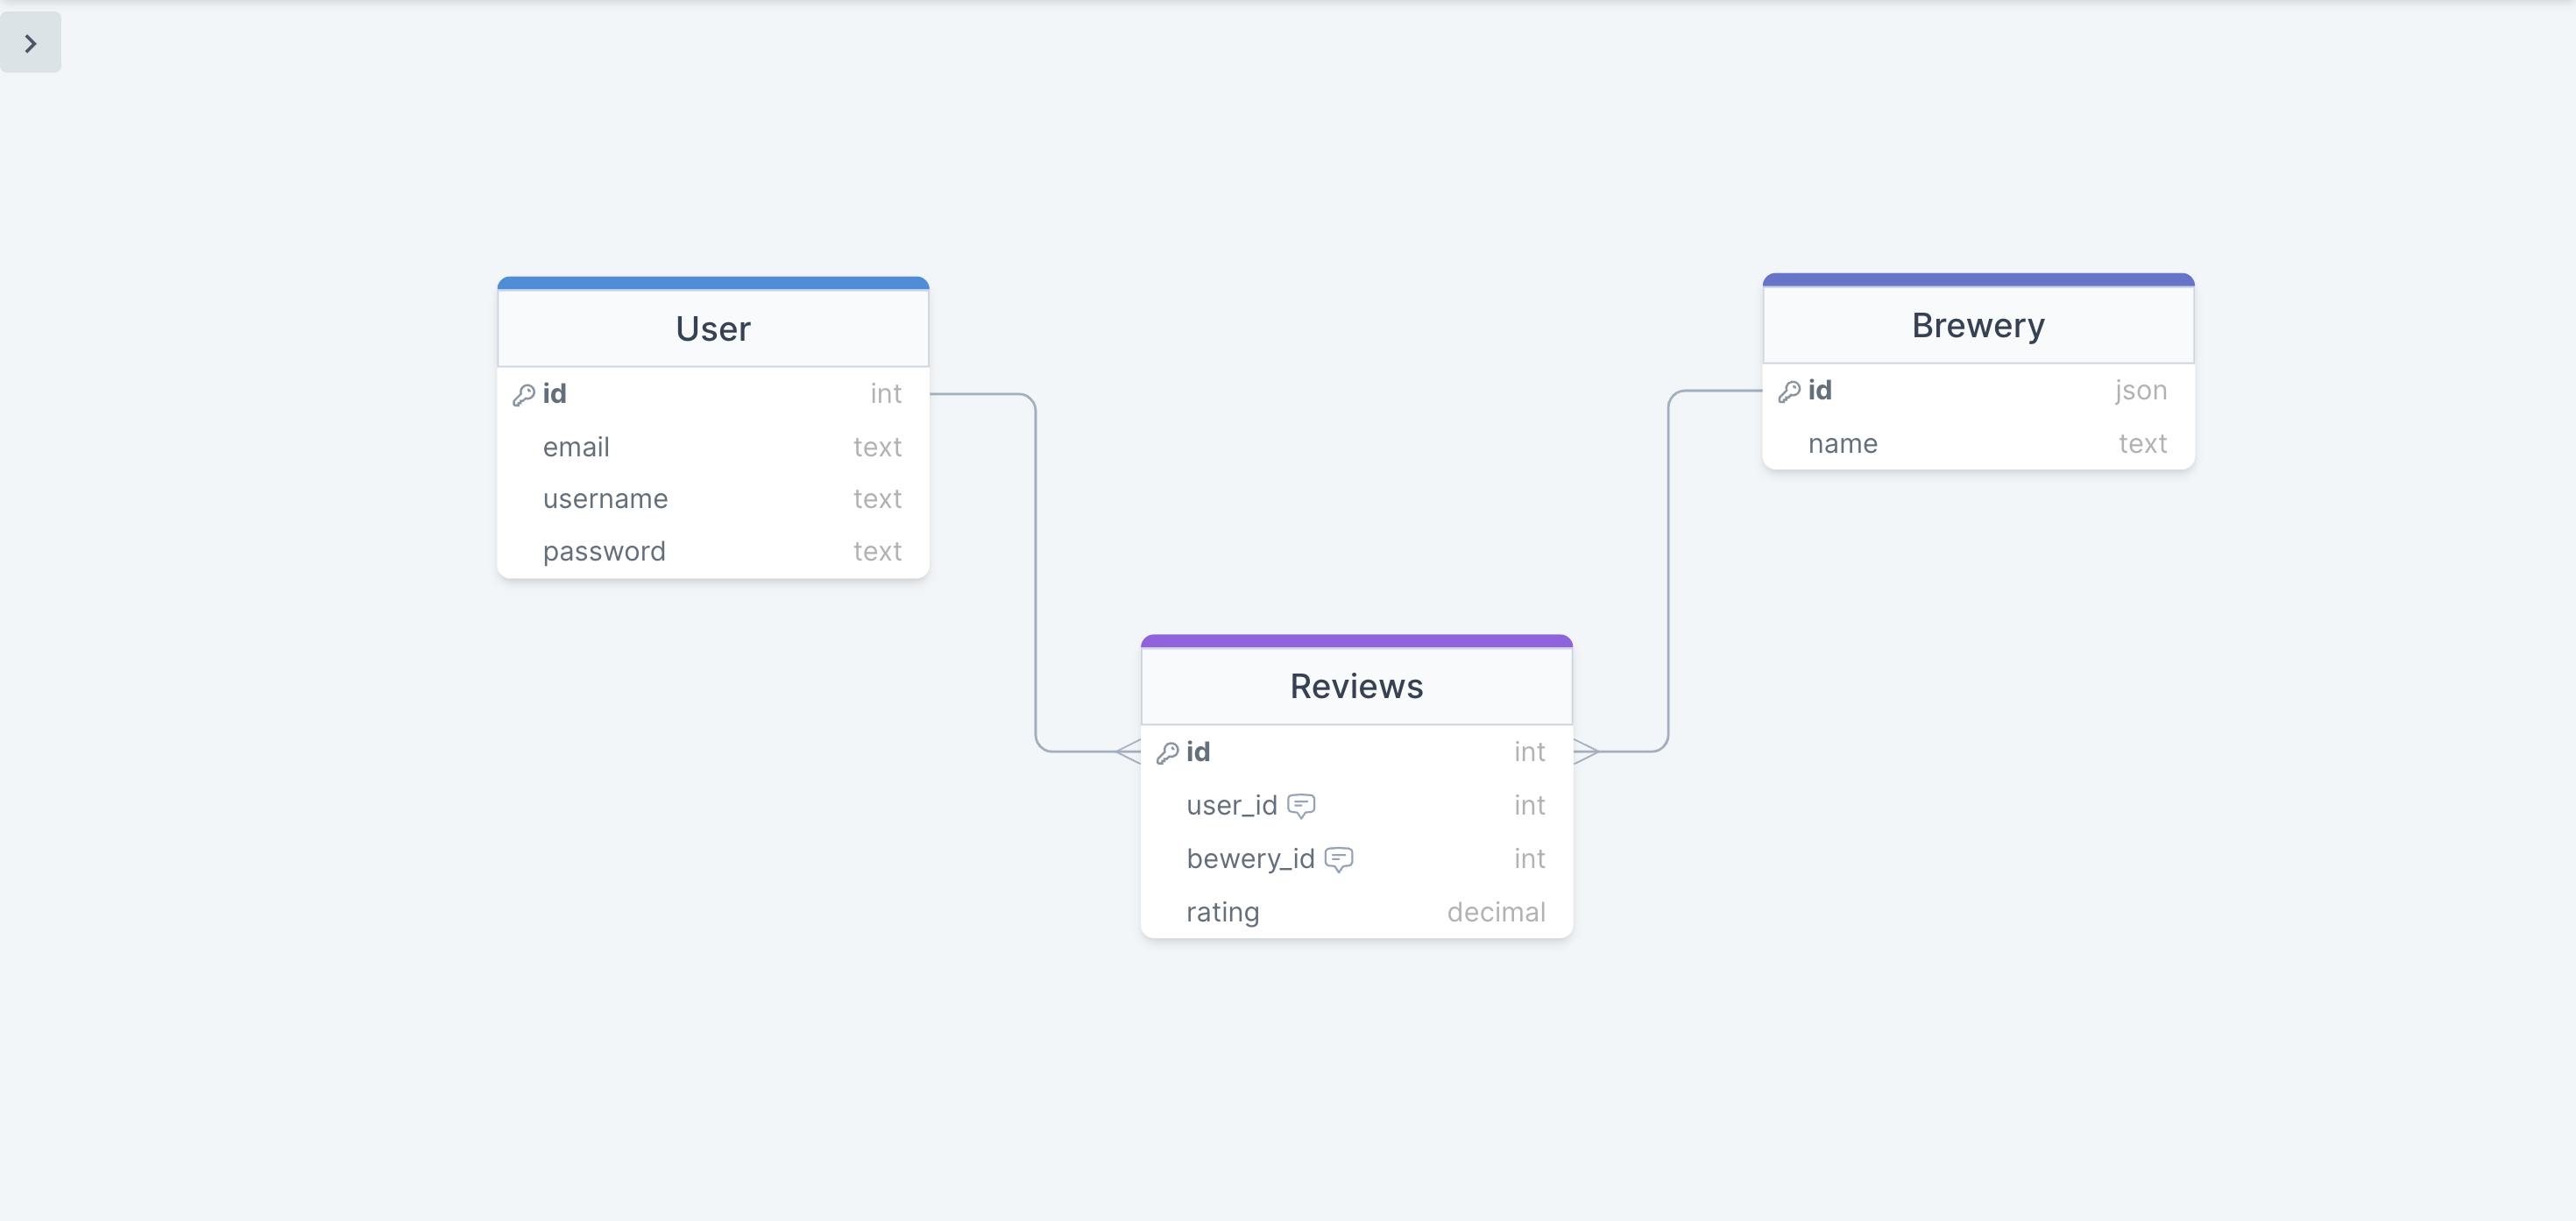 User
id int
email text
username text
password text
Brewery
id json
name text
Reviews
id int
user_id int
bewery_id int
rating decimal